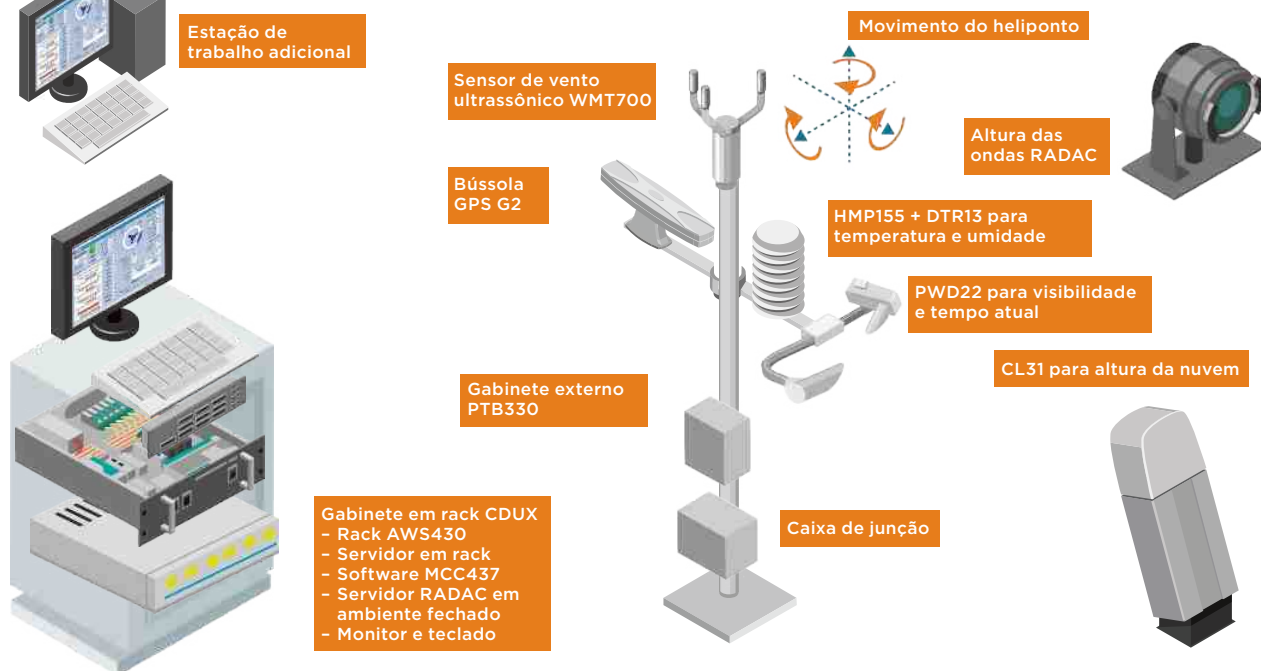 Estação de
trabalho adicional
Movimento do heliponto
Sensor de vento
ultrassônico WMT700
Altura das
ondas RADAC
Bússola
GPS G2
HMP155 + DTR13 para
temperatura e umidade
PWD22 para visibilidade
e tempo atual
CL31 para altura da nuvem
Gabinete externo
PTB330
Gabinete em rack CDUX
– Rack AWS430
– Servidor em rack
– Software MCC437
– Servidor RADAC em
ambiente fechado
– Monitor e teclado
Caixa de junção